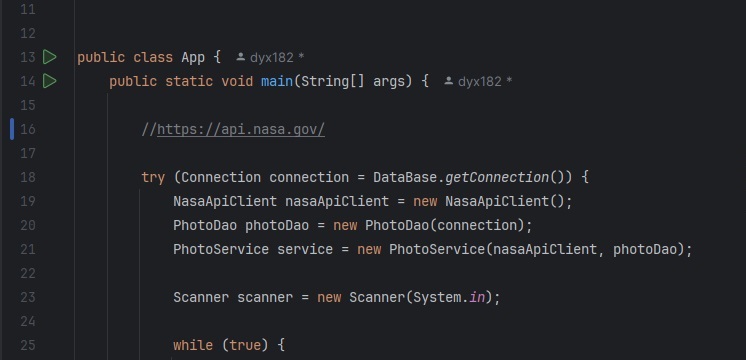 11
12
13 public class App { dyx182 *
14 public static void main(String[] args) { dyx182 *
15
16 //https://api.nasa.gov/
17
18 try (Connection connection = DataBase.getConnection()) {
19 NasaApiClient nasaApiClient = new NasaApiClient();
20 PhotoDao photoDao = new PhotoDao(connection);
21 PhotoService service = new PhotoService(nasaApiClient, photoDao);
22
23 Scanner scanner = new Scanner(System.in);
24
25 while (true) {